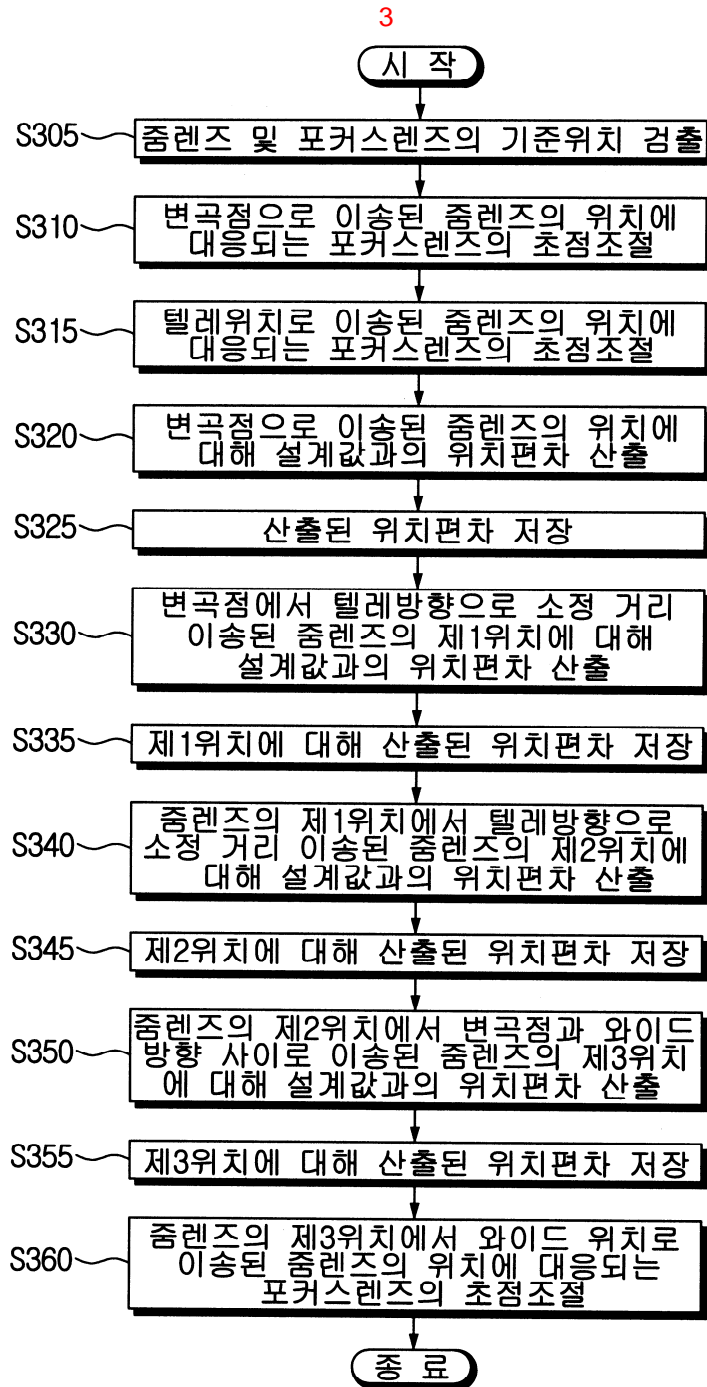 3
시 작
S305
줌렌즈 및 포커스렌즈의 기준위치 검출
S310
변곡점으로 이송된 줌렌즈의 위치에
대응되는 포커스렌즈의 초점조절
S315
텔레위치로 이송된 줌렌즈의 위치에
대응되는 포커스렌즈의 초점조절
S320
변곡점으로 이송된 줌렌즈의 위치에
대해 설계값과의 위치편차 산출
S325
산출된 위치편차 저장
S330
변곡점에서 텔레방향으로 소정 거리
이송된 줌렌즈의 제1위치에 대해
설계값과의 위치편차 산출
S335
제1위치에 대해 산출된 위치편차 저장
S340
줌렌즈의 제1위치에서 텔레방향으로
소정 거리 이송된 줌렌즈의 제2위치에
대해 설계값과의 위치편차 산출
S345
제2위치에 대해 산출된 위치편차 저장
S350
줌렌즈의 제2위치에서 변곡점과 와이드
방향 사이로 이송된 줌렌즈의 제3위치
에 대해 설계값과의 위치편차 산출
S355
제3위치에 대해 산출된 위치편차 저장
S360
줌렌즈의 제3위치에서 와이드 위치로
이송된 줌렌즈의 위치에 대응되는
포커스렌즈의 초점조절
종 료